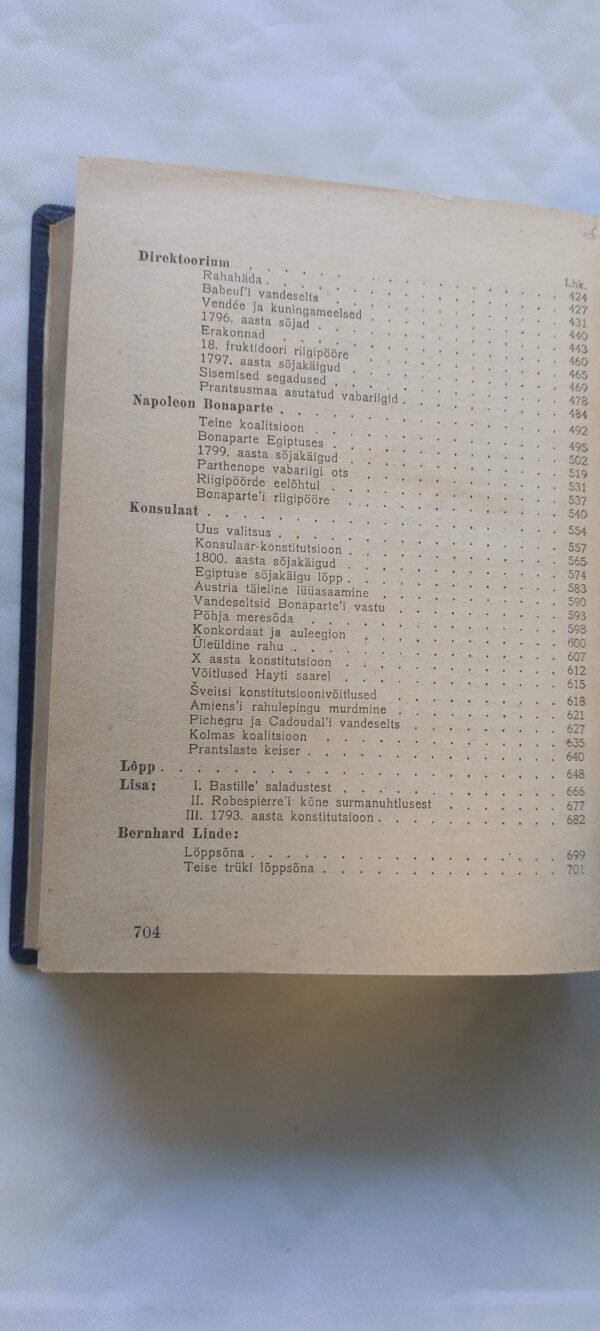 Lhk.
Direktoorium . . . . . . . . . . . . . 424
Rahahäda . . . . . . . . . . . . . 427
Babeuf'i vandeselts . . . . . . . . . . 431
Vendée ja kuningameelsed . . . . . . . . 440
1796. aasta sõjad . . . . . . . . . . 443
Erakonnad . . . . . . . . . . . . 460
18. fruktidoori riigipööre . . . . . . . . 465
1797. aasta sõjakäigud . . . . . . . . . 469
Sisemised segadused . . . . . . . . . 478
Prantsusmaa asutatud vabariigid . . . . . . 484
Napoleon Bonaparte . . . . . . . . . . . 492
Teine koalitsioon . . . . . . . . . . 495
Bonaparte Egiptuses . . . . . . . . . 502
1799. aasta sõjakäigud . . . . . . . . 519
Parthenope vabariigi ots . . . . . . . . 531
Riigipöörde eelõhtul . . . . . . . . . 537
Bonaparte'i riigipööre . . . . . . . . . 540
Konsulaat . . . . . . . . . . . . . . 554
Uus valitsus . . . . . . . . . . . . 557
Konsulaar-konstitutsioon . . . . . . . . 565
1800. aasta sõjakäigud . . . . . . . . 574
Egiptuse sõjakäigu lõpp . . . . . . . . 583
Austria täieline lüüasaamine . . . . . . . 590
Vandeseltsid Bonaparte'i vastu . . . . . . 593
Põhja meresõda . . . . . . . . . . 598
Konkordaat ja auleegion . . . . . . . . 600
Üleüldine rahu . . . . . . . . . . . 607
X aasta konstitutsioon . . . . . . . . 612
Võitlused Hayti saarel . . . . . . . . 615
Šveitsi konstitutsioonivõitlused . . . . . . 618
Amiens'i rahulepingu murdmine . . . . . . 621
Pichegru ja Cadoudal'i vandeselts . . . . . 627
Kolmas koalitsioon . . . . . . . . . 635
Prantslaste keiser . . . . . . . . . . 640
Lõpp . . . . . . . . . . . . . . . . 648
Lisa: I. Bastille' saladustest . . . . . . . . 666
II. Robespierre'i kõne surmanuhtlusest . . . . 677
III. 1793. aasta konstitutsioon . . . . . . . 682
Bernhard Linde:
Lõppsõna . . . . . . . . . . . . . 699
Teise trüki lõppsõna . . . . . . . . . . 701
704